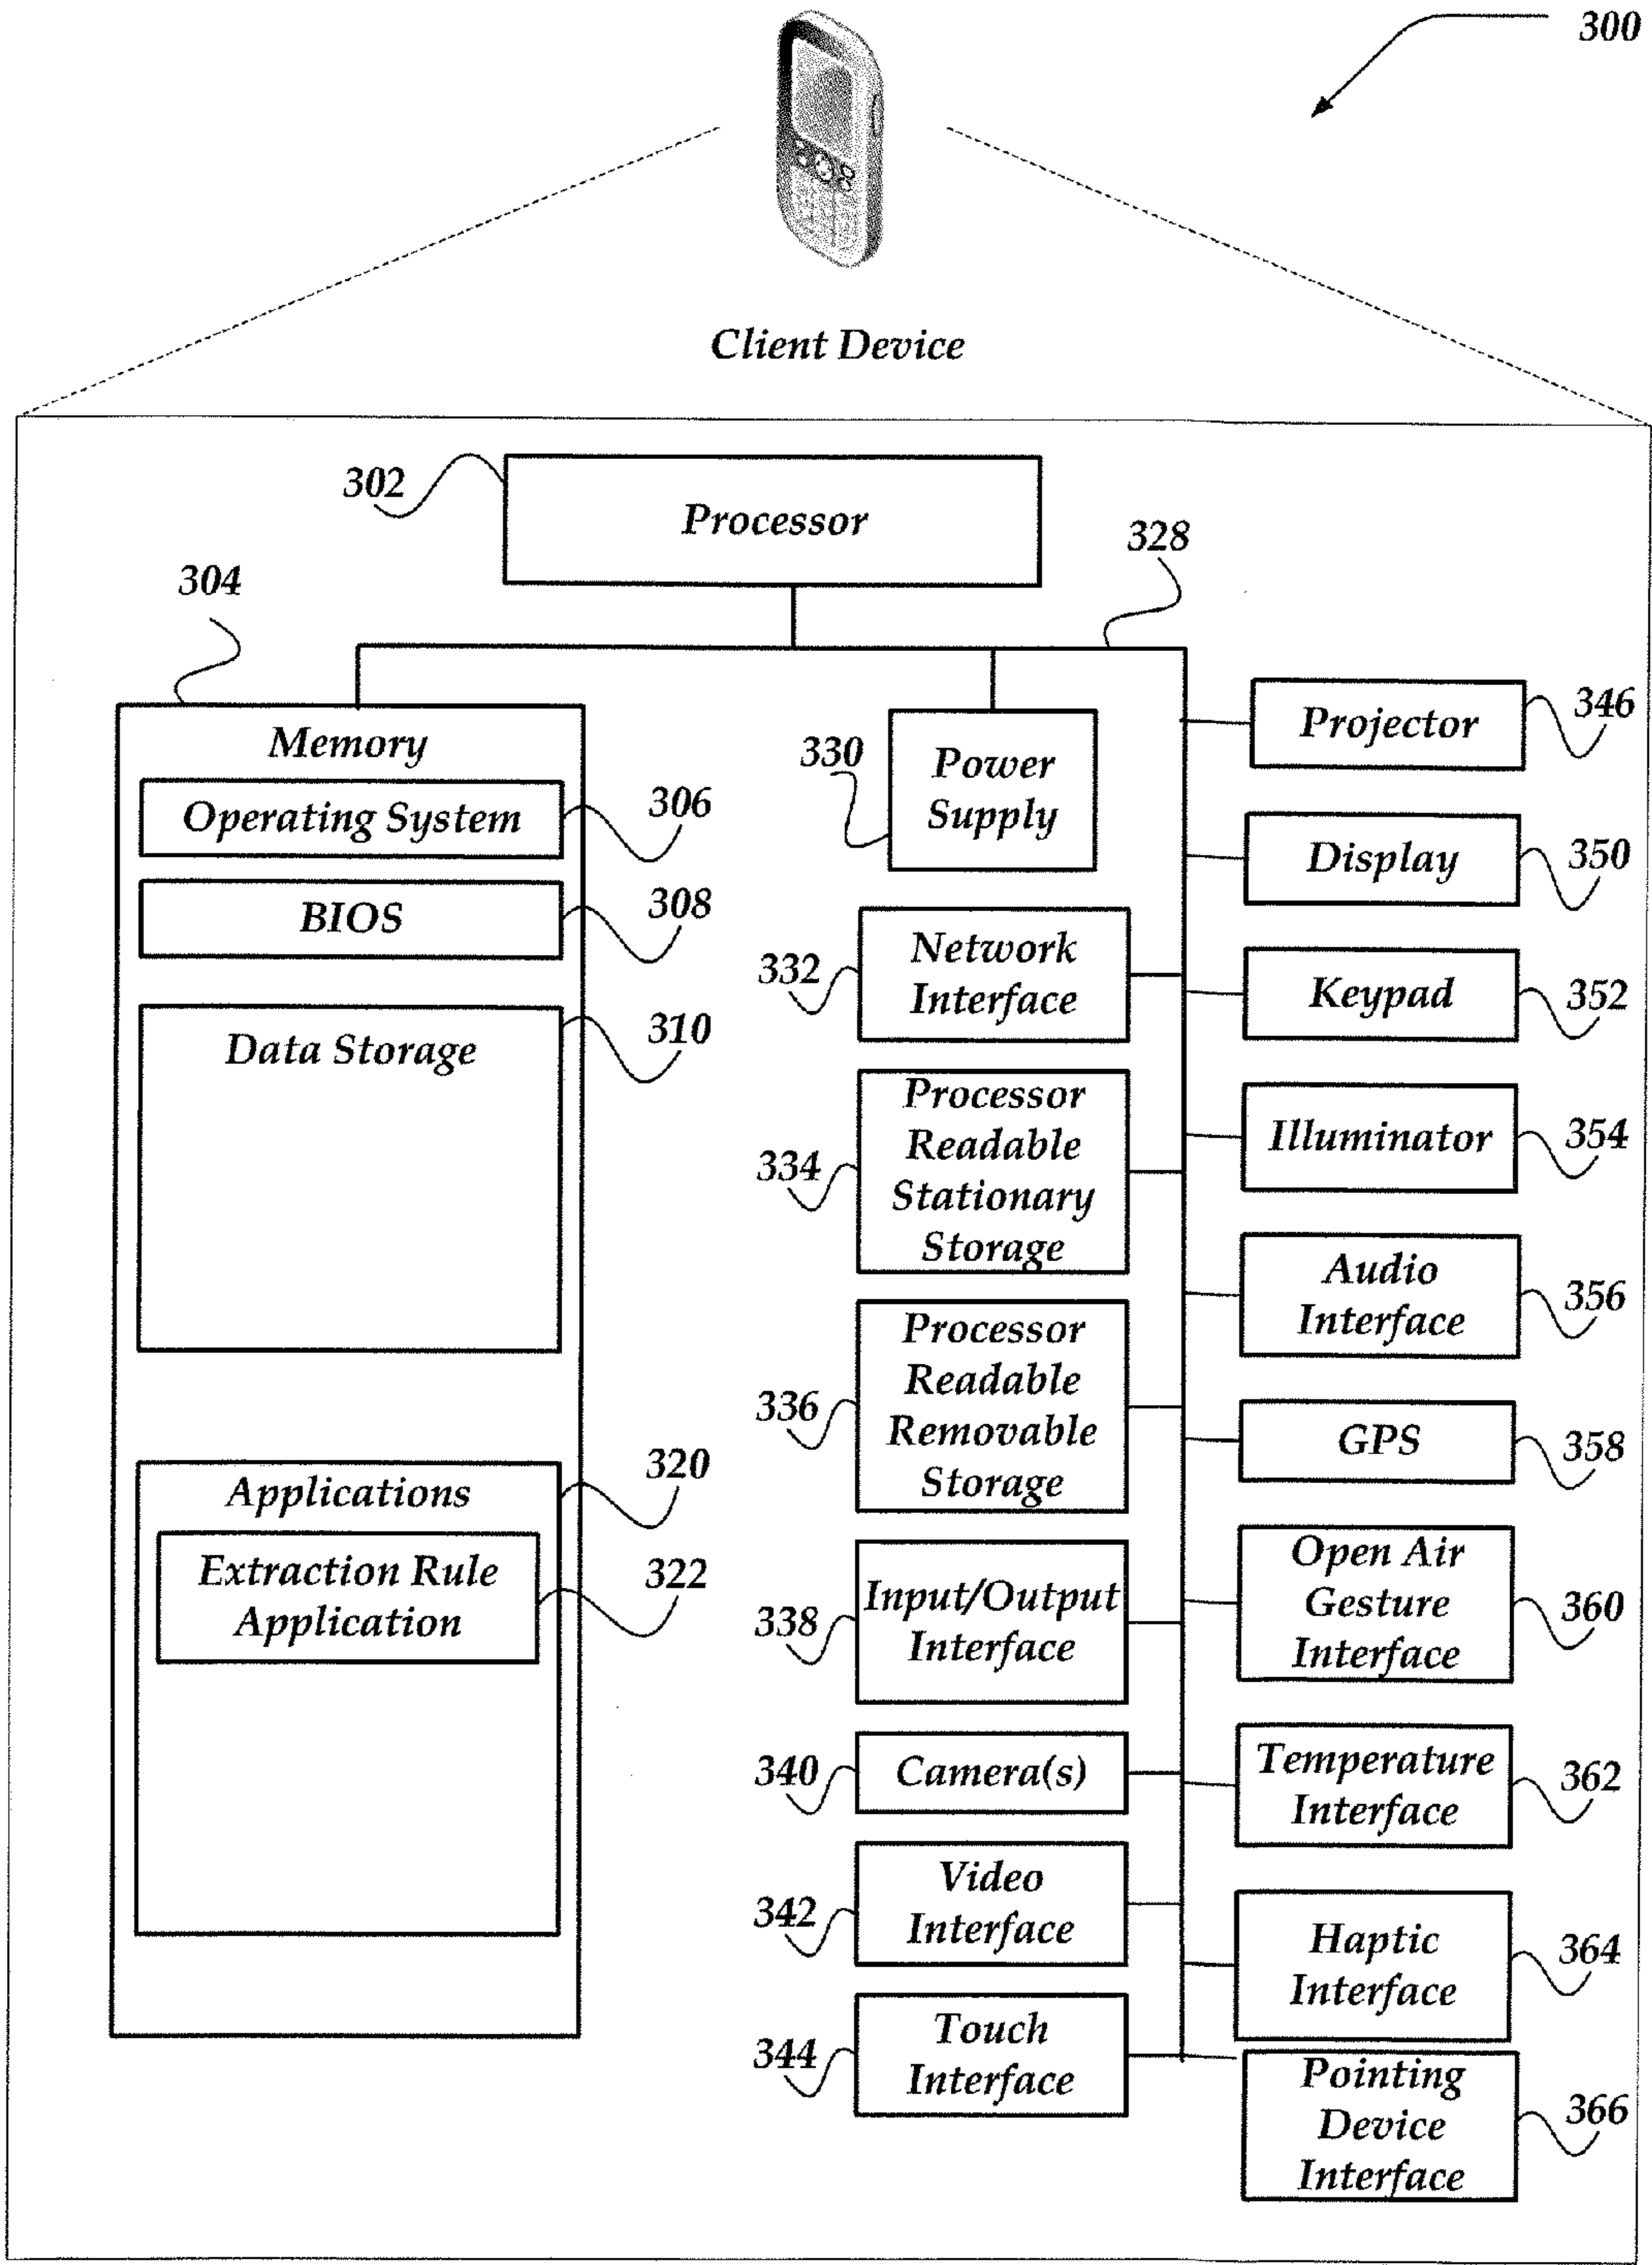 300
Client Device
302
Processor
328
304
Memory
Operating System
306
BIOS
308
Data Storage
310
Applications
320
Extraction Rule
Application
322
330
Power
Supply
332
Network
Interface
334
Processor
Readable
Stationary
Storage
336
Processor
Readable
Removable
Storage
338
Input/Output
Interface
340
Camera(s)
342
Video
Interface
344
Touch
Interface
Projector
346
Display
350
Keypad
352
Illuminator
354
Audio
Interface
356
GPS
358
Open Air
Gesture
Interface
360
Temperature
Interface
362
Haptic
Interface
364
Pointing
Device
Interface
366